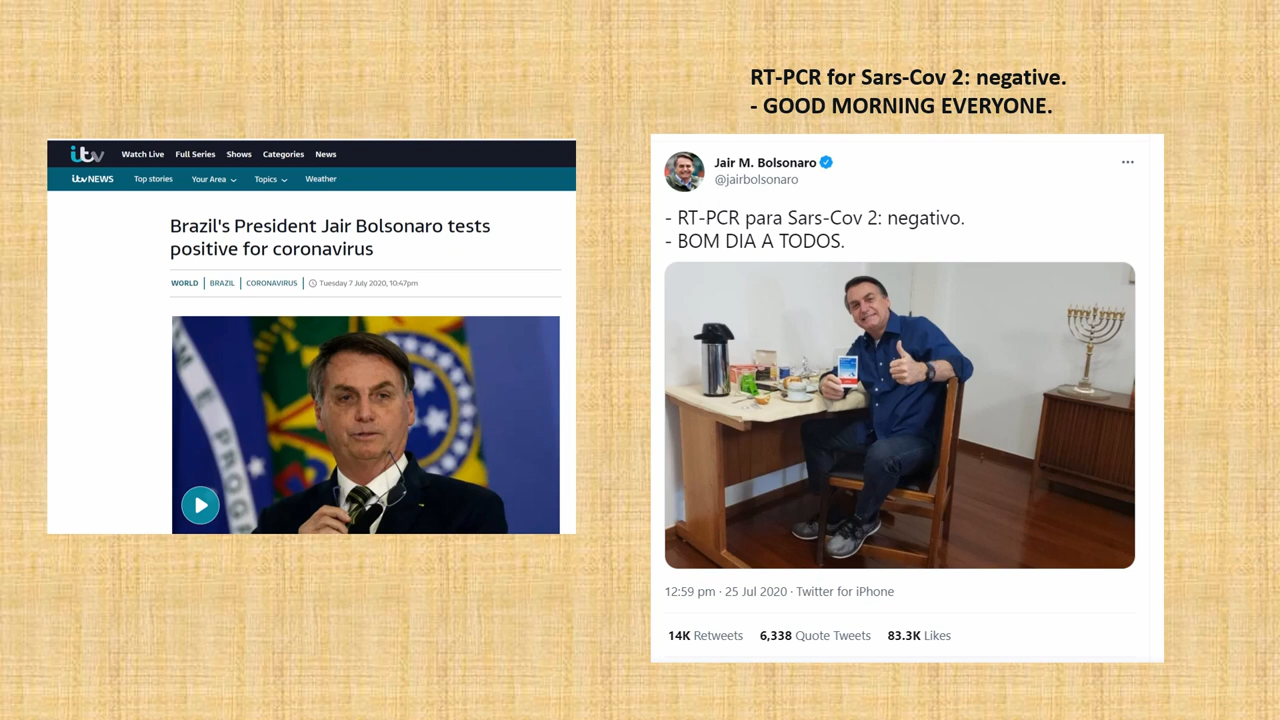 RT-PCR for Sars-Cov 2: negative.
- GOOD MORNING EVERYONE.
itv Watch Live Full Series Shows Categories News
itv NEWS Top stories Your Area Topics Weather
Brazil's President Jair Bolsonaro tests
positive for coronavirus
WORLD BRAZIL CORONAVIRUS Tuesday 7 July 2020, 10:47pm
M E PROG
Jair M. Bolsonaro
@jairbolsonaro
- RT-PCR para Sars-Cov 2: negativo.
- BOM DIA A TODOS.
12:59 pm · 25 Jul 2020 · Twitter for iPhone
14K Retweets 6,338 Quote Tweets 83.3K Likes